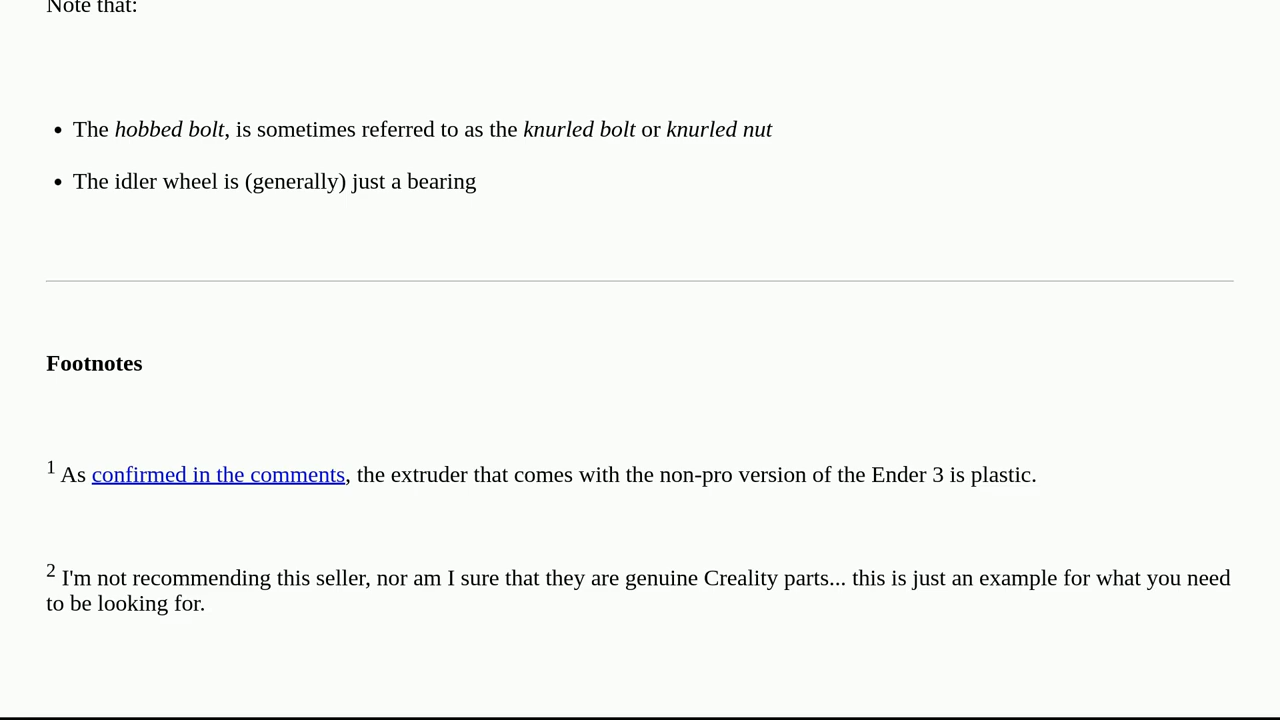 Note that:
• The hobbed bolt, is sometimes referred to as the knurled bolt or knurled nut
• The idler wheel is (generally) just a bearing
Footnotes
1 As confirmed in the comments, the extruder that comes with the non-pro version of the Ender 3 is plastic.
2 I'm not recommending this seller, nor am I sure that they are genuine Creality parts... this is just an example for what you need
to be looking for.